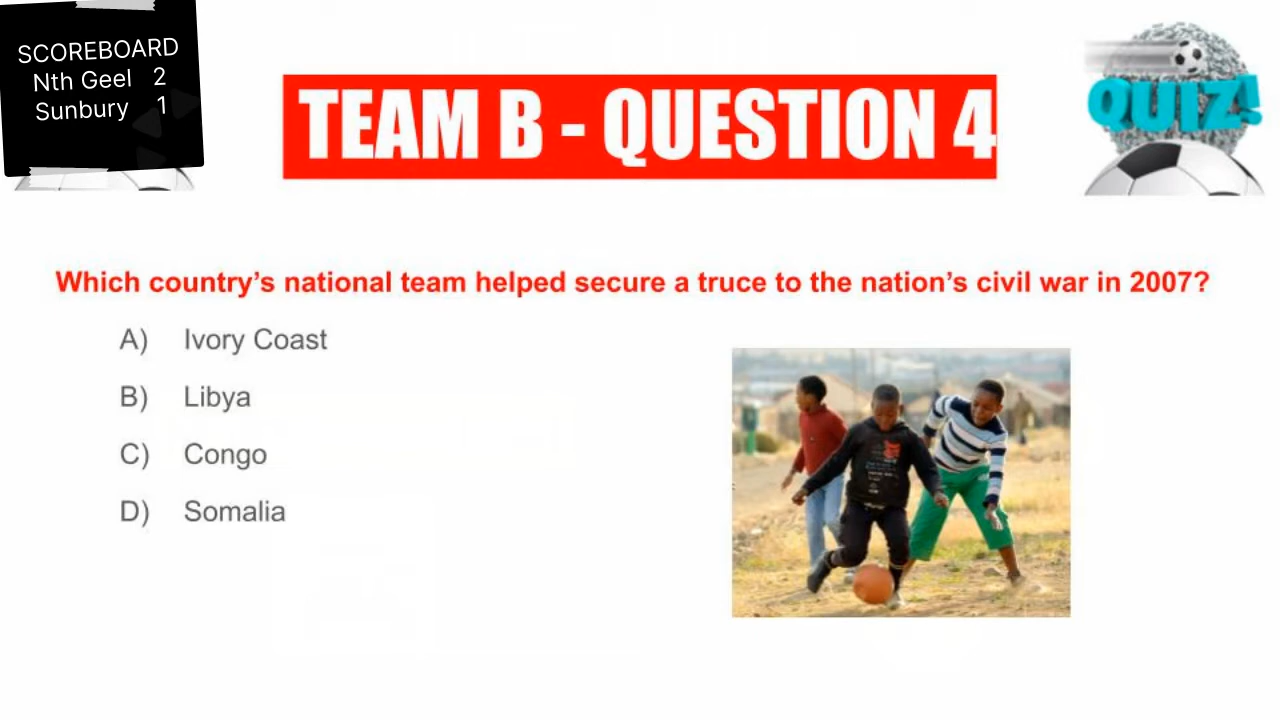 SCOREBOARD
Nth Geel 2
Sunbury 1
TEAM B - QUESTION 4
QUIZ!
Which country’s national team helped secure a truce to the nation’s civil war in 2007?
A) Ivory Coast
B) Libya
C) Congo
D) Somalia